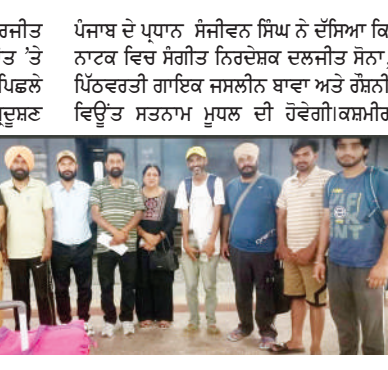 ਰਜੀਤ
ਤ 'ਤੇ
ਪਿਛਲੇ
ਦੂਸ਼ਣ
ਪੰਜਾਬ ਦੇ ਪ੍ਰਧਾਨ ਸੰਜੀਵਨ ਸਿੰਘ ਨੇ ਦੱਸਿਆ ਕਿ
ਨਾਟਕ ਵਿਚ ਸੰਗੀਤ ਨਿਰਦੇਸ਼ਕ ਦਲਜੀਤ ਸੋਨਾ,
ਪਿੱਠਵਰਤੀ ਗਾਇਕ ਜਸਲੀਨ ਬਾਵਾ ਅਤੇ ਰੌਸ਼ਨੀ
ਵਿਉਂਤ ਸਤਨਾਮ ਮੂਧਲ ਦੀ ਹੋਵੇਗੀ।ਕਸ਼ਮੀਰ